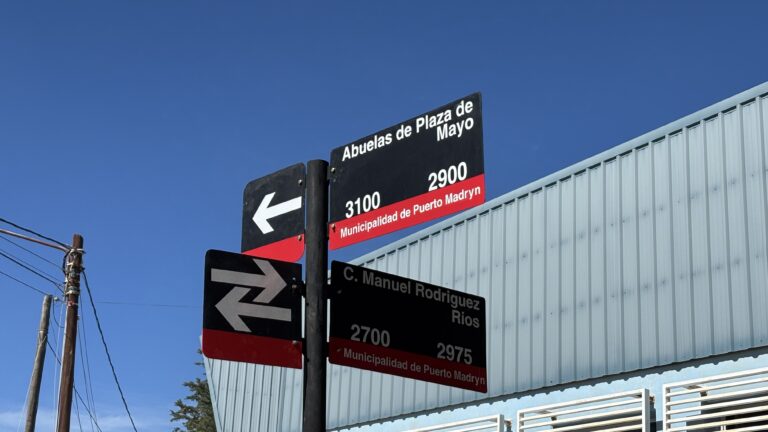 Abuelas de Plaza de
Mayo
3100 2900
Municipalidad de Puerto Madryn
C. Manuel Rodriguez
Rios
2700 2975
Municipalidad de Puerto Madryn